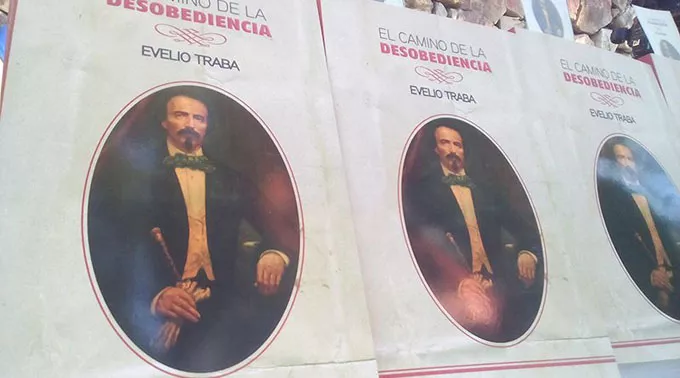 CAMINO DE LA
DESOBEDIENCIA
EVELIO TRABA
EL CAMINO DE LA
DESOBEDIENCIA
EVELIO TRABA
EL CAMINO DE LA
DESOBEDIENCIA
EVELIO TRABA